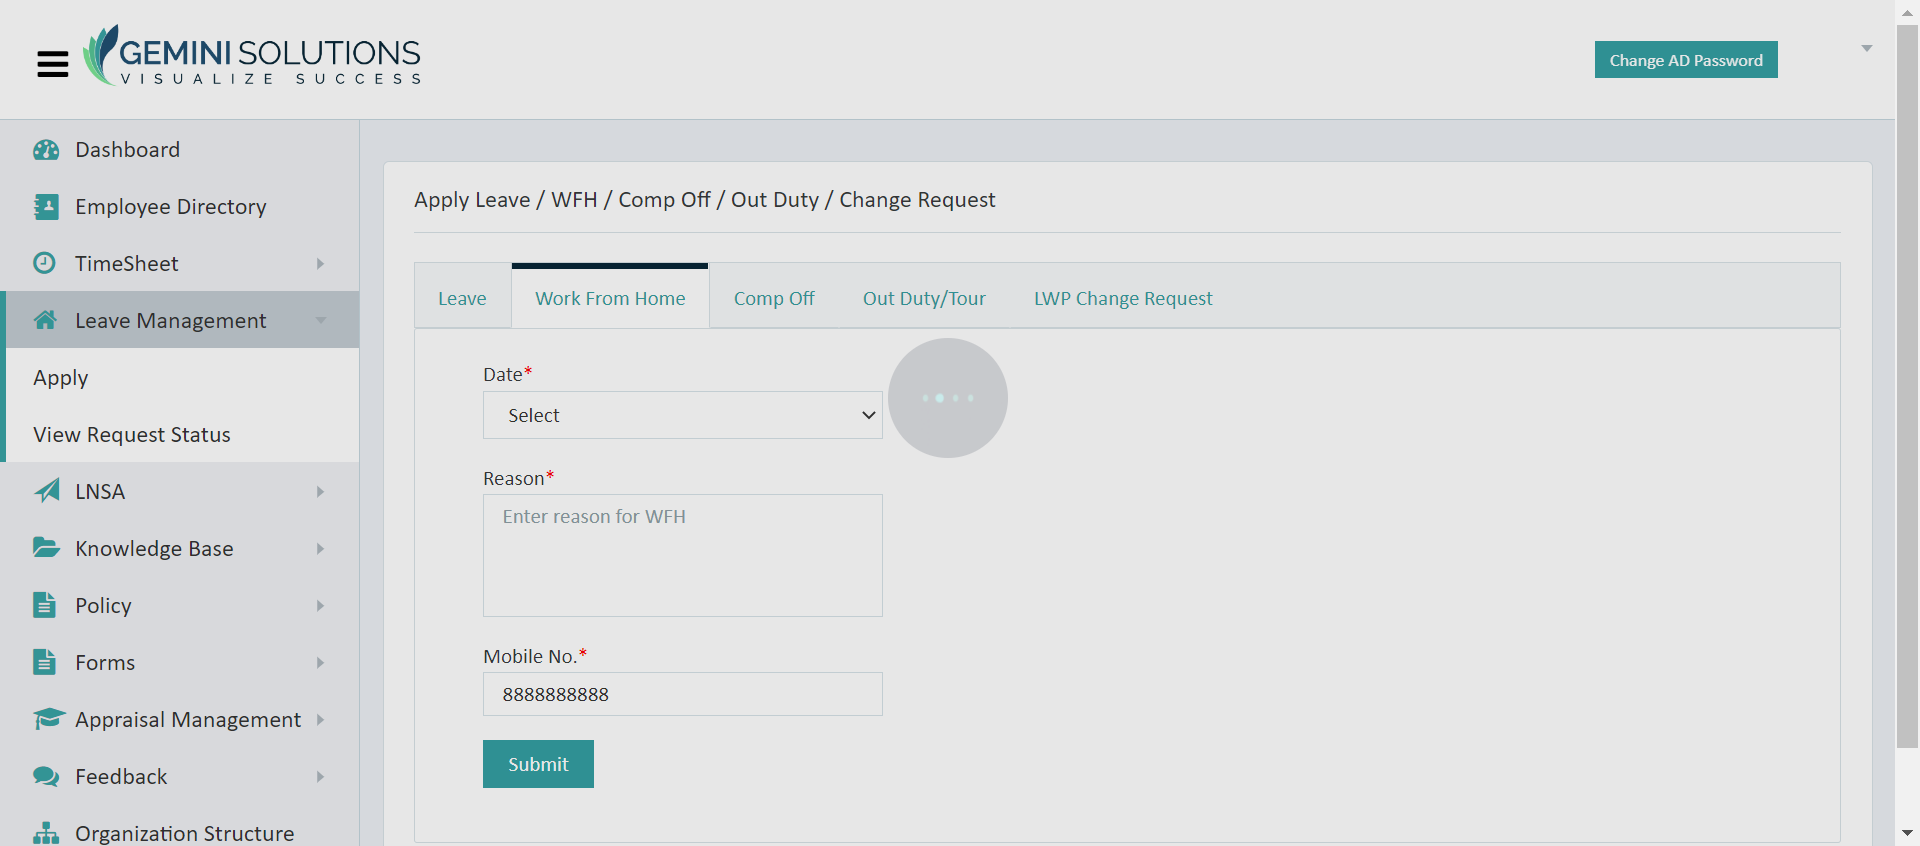 GEMINI SOLUTIONS
VISUALIZE SUCCESS
Change AD Password
Dashboard
Employee Directory
TimeSheet
Leave Management
Apply
View Request Status
LNSA
Knowledge Base
Policy
Forms
Appraisal Management
Feedback
Organization Structure
Apply Leave / WFH / Comp Off / Out Duty / Change Request
Leave
Work From Home
Comp Off
Out Duty/Tour
LWP Change Request
Date*
Select
Reason*
Enter reason for WFH
Mobile No.*
8888888888
Submit